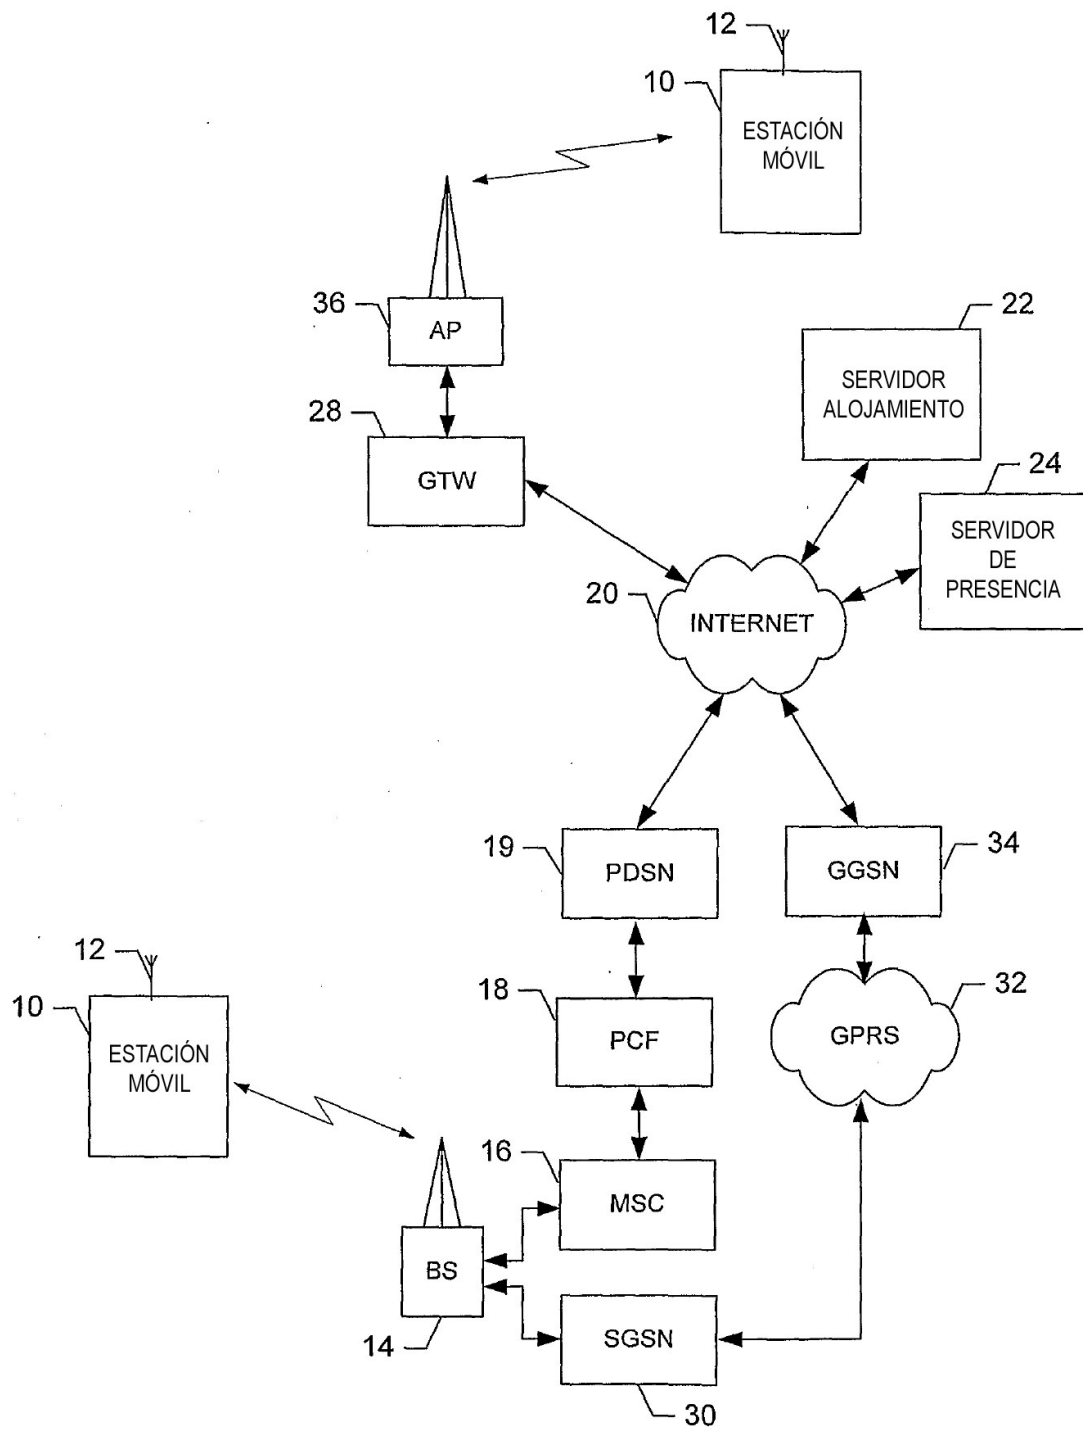 12
10
ESTACIÓN
MÓVIL
36
AP
22
SERVIDOR
ALOJAMIENTO
28
GTW
24
SERVIDOR
DE
PRESENCIA
20
INTERNET
19
PDSN
GGSN
34
12
10
ESTACIÓN
MÓVIL
18
PCF
32
GPRS
16
MSC
BS
14
SGSN
30